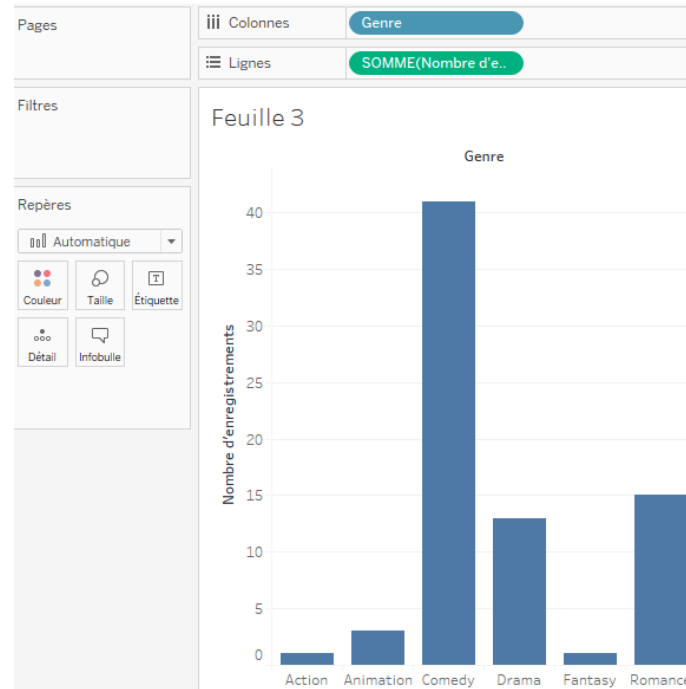 Pages
iii Colonnes
Genre
Lignes
SOMME(Nombre d'e..
Filtres
Feuille 3
Genre
Repères
Automatique
Couleur
Taille
T
Étiquette
Détail
Infobulle
Nombre d'enregistrements
40
35
30
25
20
15
10
5
0
Action Animation Comedy Drama Fantasy Romance